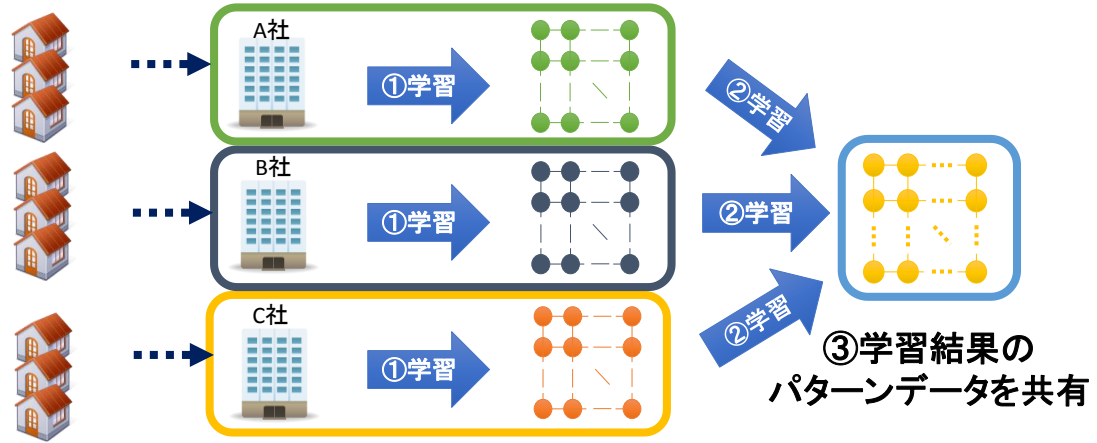 A社
①学習
②学習
B社
①学習
②学習
C社
①学習
②学習
③学習結果の
パターンデータを共有